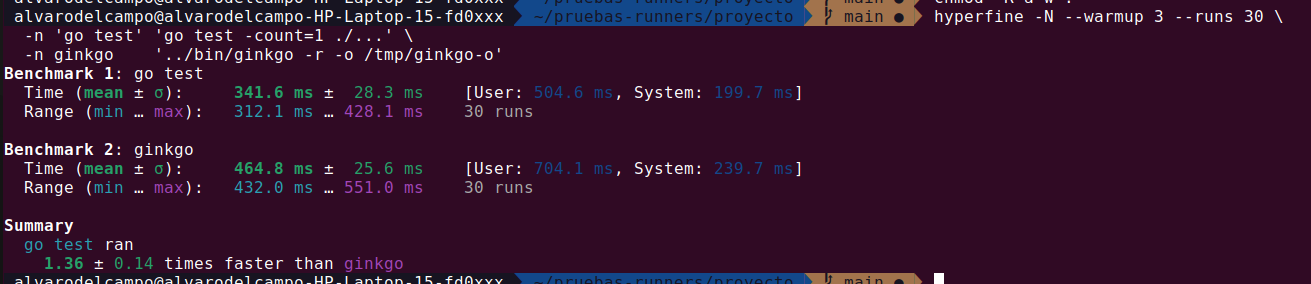 alvarodelcampo@alvarodelcampo-HP-Laptop-15-fd0xxx ~/pruebas-runners/proyecto main ● hyperfine -N --warmup 3 --runs 30 \
-n 'go test' 'go test -count=1 ./...' \
-n ginkgo '../bin/ginkgo -r -o /tmp/ginkgo-o'
Benchmark 1: go test
Time (mean ± σ): 341.6 ms ± 28.3 ms [User: 504.6 ms, System: 199.7 ms]
Range (min … max): 312.1 ms … 428.1 ms 30 runs
Benchmark 2: ginkgo
Time (mean ± σ): 464.8 ms ± 25.6 ms [User: 704.1 ms, System: 239.7 ms]
Range (min … max): 432.0 ms … 551.0 ms 30 runs
Summary
go test ran
1.36 ± 0.14 times faster than ginkgo
alvarodelcampo@alvarodelcampo-HP-Laptop-15-fd0xxx ~/pruebas-runners/proyecto main ●